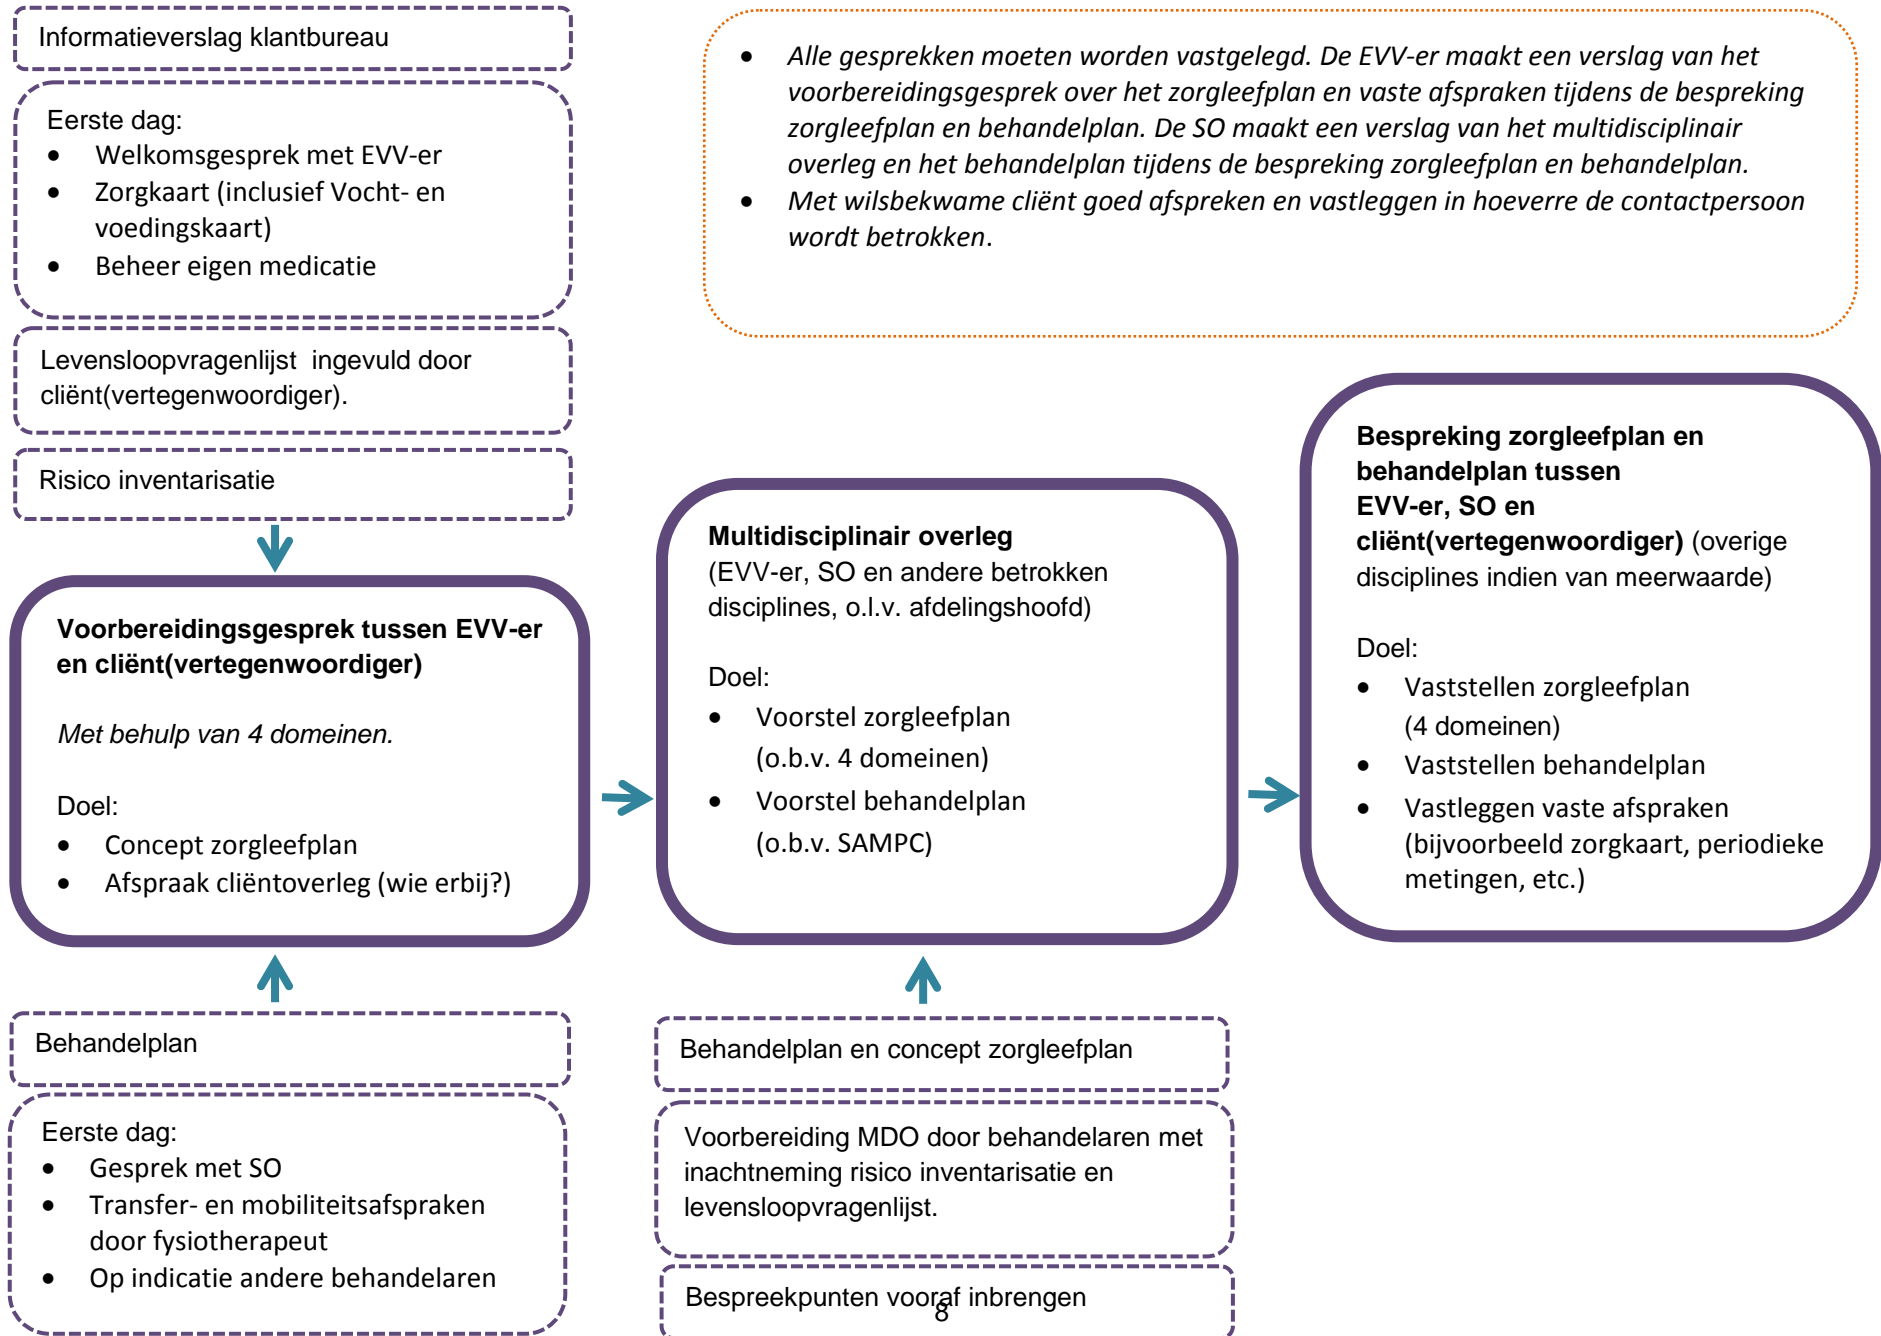 Informatieverslag klantbureau
Eerste dag:
• Welkomsgesprek met EVV-er
• Zorgkaart (inclusief Vocht- en
voedingskaart)
• Beheer eigen medicatie
Levensloopvragenlijst ingevuld door
cliënt(vertegenwoordiger).
Risico inventarisatie
• Alle gesprekken moeten worden vastgelegd. De EVV-er maakt een verslag van het
voorbereidingsgesprek over het zorgleefplan en vaste afspraken tijdens de bespreking
zorgleefplan en behandelplan. De SO maakt een verslag van het multidisciplinair
overleg en het behandelplan tijdens de bespreking zorgleefplan en behandelplan.
• Met wilsbekwame cliënt goed afspreken en vastleggen in hoeverre de contactpersoon
wordt betrokken.
Voorbereidingsgesprek tussen EVV-er
en cliënt(vertegenwoordiger)
Met behulp van 4 domeinen.
Doel:
• Concept zorgleefplan
• Afspraak cliëntoverleg (wie erbij?)
Multidisciplinair overleg
(EVV-er, SO en andere betrokken
disciplines, o.l.v. afdelingshoofd)
Doel:
• Voorstel zorgleefplan
(o.b.v. 4 domeinen)
• Voorstel behandelplan
(o.b.v. SAMPC)
Bespreking zorgleefplan en
behandelplan tussen
EVV-er, SO en
cliënt(vertegenwoordiger) (overige
disciplines indien van meerwaarde)
Doel:
• Vaststellen zorgleefplan
(4 domeinen)
• Vaststellen behandelplan
• Vastleggen vaste afspraken
(bijvoorbeeld zorgkaart, periodieke
metingen, etc.)
Behandelplan
Eerste dag:
• Gesprek met SO
• Transfer- en mobiliteitsafspraken
door fysiotherapeut
• Op indicatie andere behandelaren
Behandelplan en concept zorgleefplan
Voorbereiding MDO door behandelaren met
inachtneming risico inventarisatie en
levensloopvragenlijst.
Bespreekpunten vooraf inbrengen
8